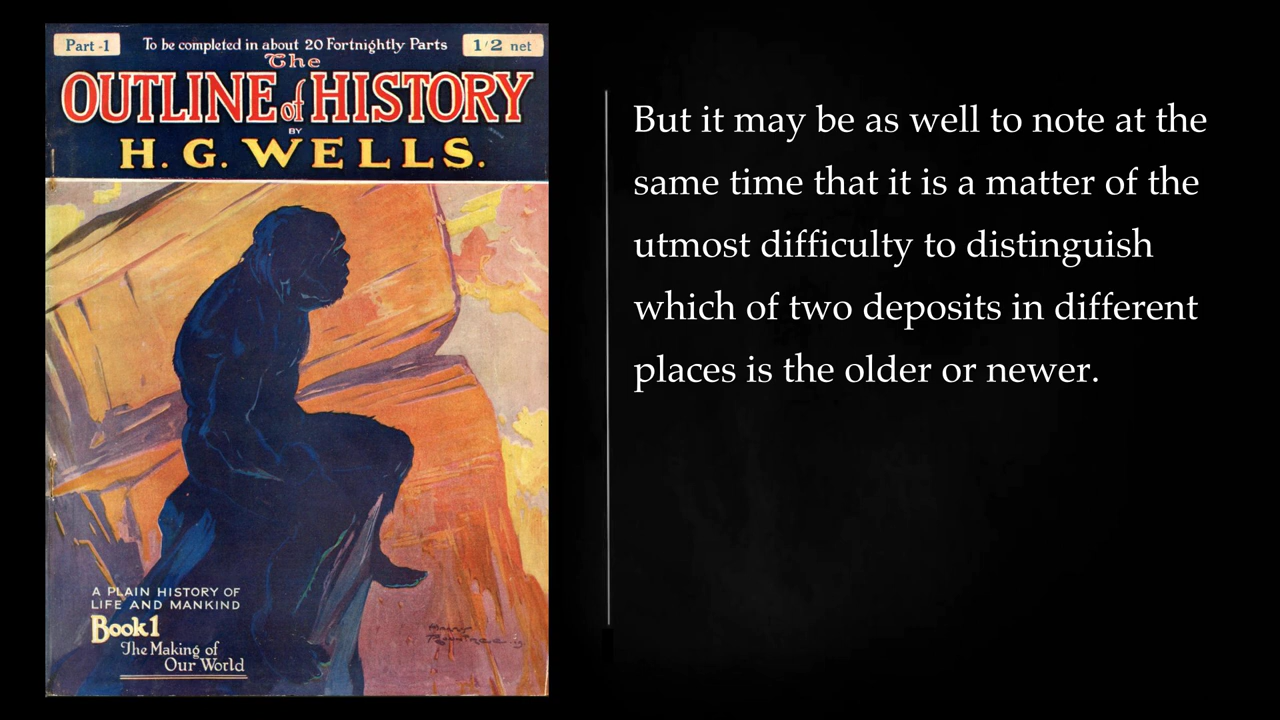 Part -1
To be completed in about 20 Fortnightly Parts
1/2 net
The
OUTLINE of HISTORY
BY
H. G. WELLS.
A PLAIN HISTORY OF
LIFE AND MANKIND
Book 1
The Making of
Our World
But it may be as well to note at the
same time that it is a matter of the
utmost difficulty to distinguish
which of two deposits in different
places is the older or newer.